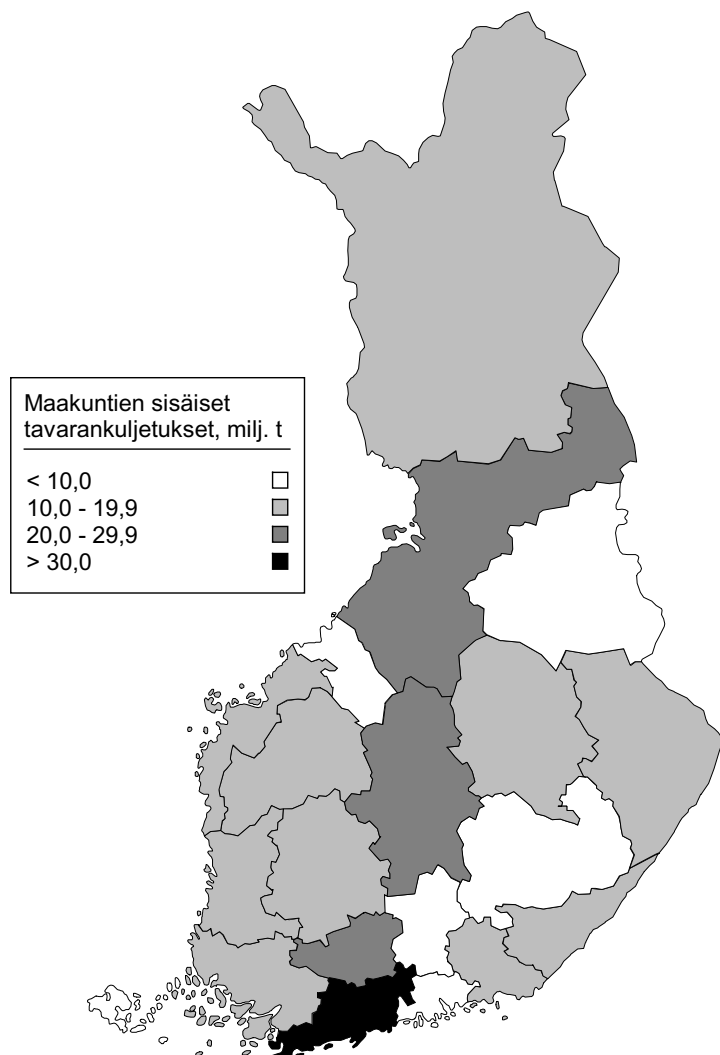 Maakuntien sisäiset
tavarankuljetukset, milj. t
< 10,0
10,0 - 19,9
20,0 - 29,9
> 30,0